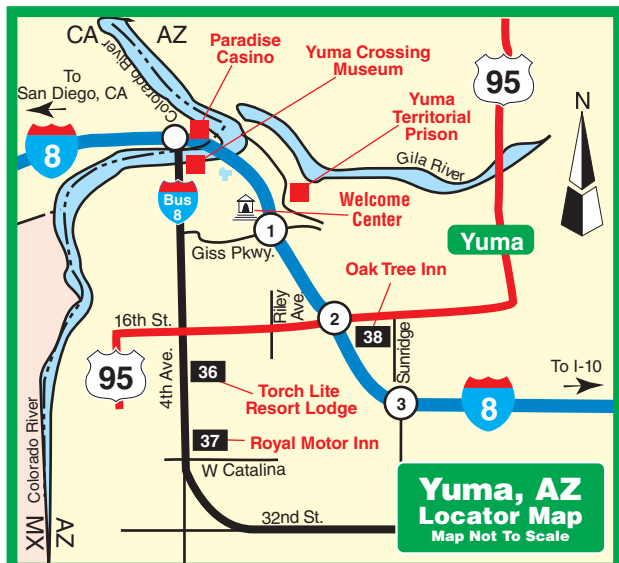 CA
AZ
Colorado River
Paradise
Casino
Yuma Crossing
Museum
To
San Diego, CA
8
95
N
Yuma
Territorial
Prison
Gila River
Bus
8
Welcome
Center
1
Giss Pkwy.
Yuma
Oak Tree Inn
16th St.
Riley
Ave.
2
38
Sunridge
95
4th Ave.
36
Torch Lite
Resort Lodge
To I-10
3
8
37
Royal Motor Inn
W Catalina
Colorado River
MX
AZ
32nd St.
Yuma, AZ
Locator Map
Map Not To Scale